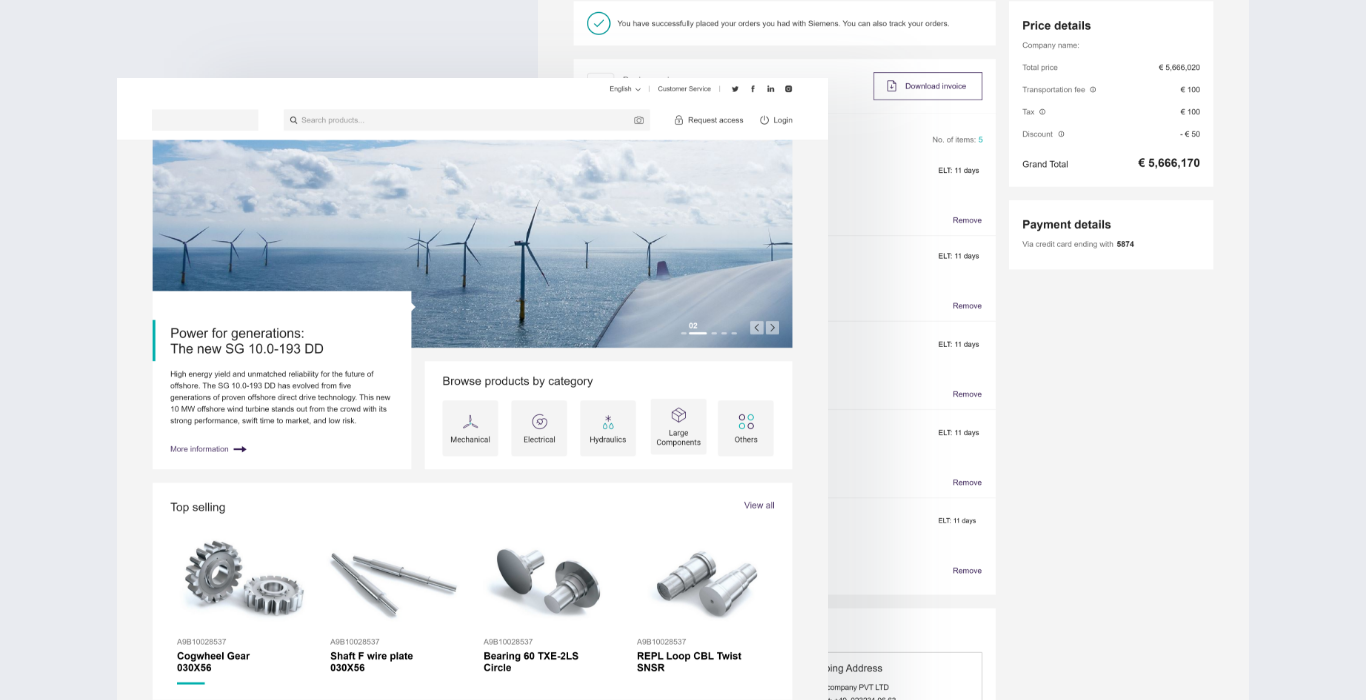 You have successfully placed your orders you had with Siemens. You can also track your orders.
Download invoice
No. of items: 5
ELT: 11 days
Remove
ELT: 11 days
Remove
ELT: 11 days
Remove
ELT: 11 days
Remove
ELT: 11 days
Remove
Address
company PVT LTD
Price details
Company name:
Total price € 5,666,020
Transportation fee € 100
Tax € 100
Discount - € 50
Grand Total € 5,666,170
Payment details
Via credit card ending with 5874
English | Customer Service |
Search products...
Request access
Login
02
Power for generations:
The new SG 10.0-193 DD
High energy yield and unmatched reliability for the future of
offshore. The SG 10.0-193 DD has evolved from five
generations of proven offshore direct drive technology. This new
10 MW offshore wind turbine stands out from the crowd with its
strong performance, swift time to market, and low risk.
More information
Browse products by category
Mechanical
Electrical
Hydraulics
Large
Components
Others
Top selling
View all
A9B10028537
Cogwheel Gear
030X56
A9B10028537
Shaft F wire plate
030X56
A9B10028537
Bearing 60 TXE-2LS
Circle
A9B10028537
REPL Loop CBL Twist
SNSR